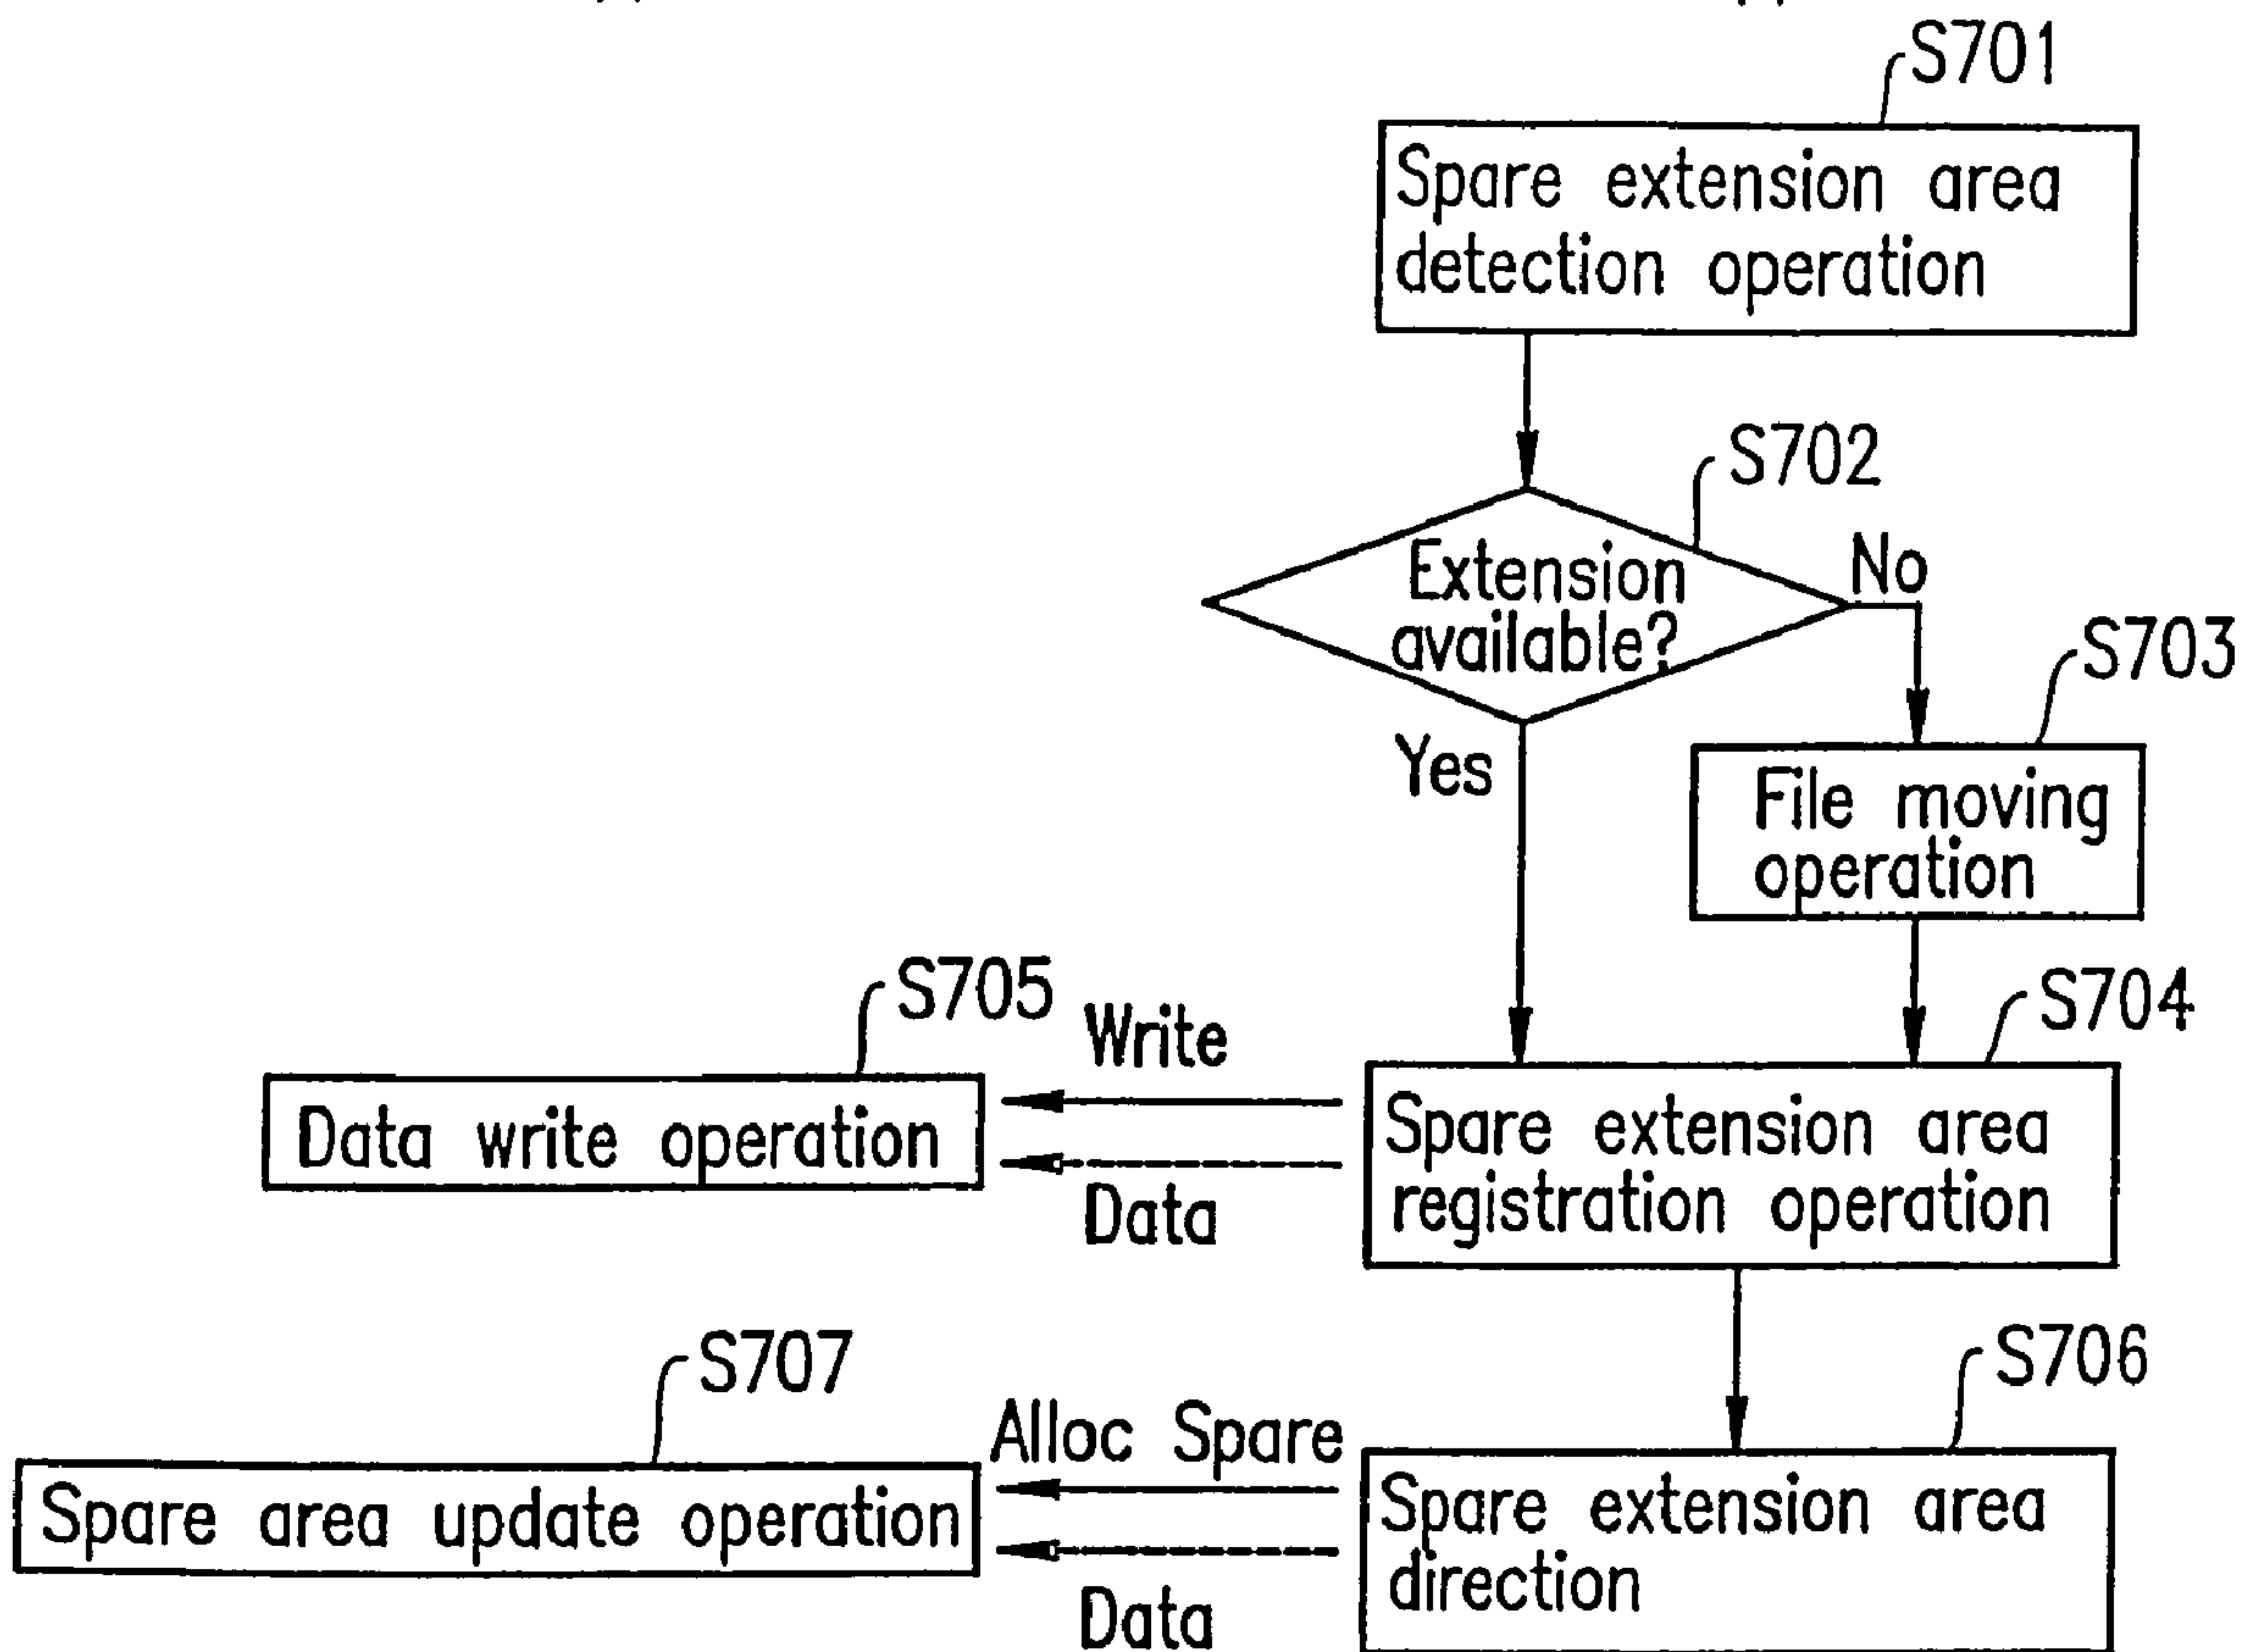 S701
Spare extension area
detection operation
S702
Extension
available?
No
S703
Yes
File moving
operation
S705
Write
S704
Data write operation
Data
Spare extension area
registration operation
S707
S706
Alloc Spare
Spare area update operation
Data
Spare extension area
direction